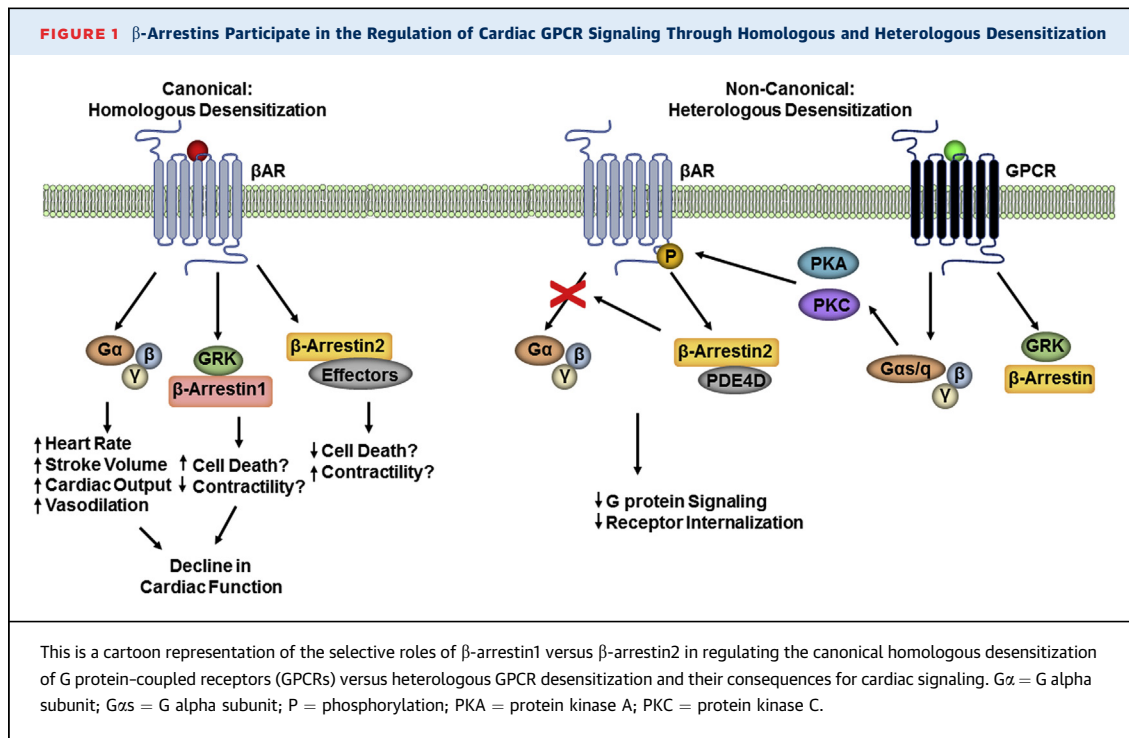 FIGURE 1 β-Arrestins Participate in the Regulation of Cardiac GPCR Signaling Through Homologous and Heterologous Desensitization
Canonical:
Homologous Desensitization
βAR
Gα
β
γ
GRK
β-Arrestin1
β-Arrestin2
Effectors
↑Heart Rate
↑Stroke Volume
↑Cardiac Output
↑Vasodilation
↑ Cell Death?
↓ Contractility?
↓ Cell Death?
↑ Contractility?
Decline in
Cardiac Function
Non-Canonical:
Heterologous Desensitization
βAR
GPCR
P
PKA
PKC
Gα
β
γ
β-Arrestin2
PDE4D
Gαs/q
β
γ
GRK
β-Arrestin
↓ G protein Signaling
↓ Receptor Internalization
This is a cartoon representation of the selective roles of β-arrestin1 versus β-arrestin2 in regulating the canonical homologous desensitization
of G protein-coupled receptors (GPCRs) versus heterologous GPCR desensitization and their consequences for cardiac signaling. Gα = G alpha
subunit; Gαs = G alpha subunit; P = phosphorylation; PKA = protein kinase A; PKC = protein kinase C.